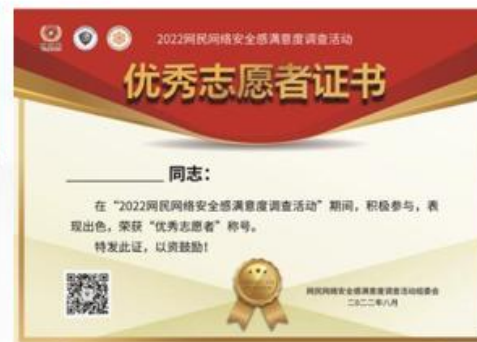 2022网民网络安全感满意度调查活动
优秀志愿者证书
同志：
在“2022网民网络安全感满意度调查活动”期间，积极参与，表
现出色，荣获“优秀志愿者”称号。
特发此证，以资鼓励！
网民网络安全感满意度调查活动组委会
二〇二二年八月